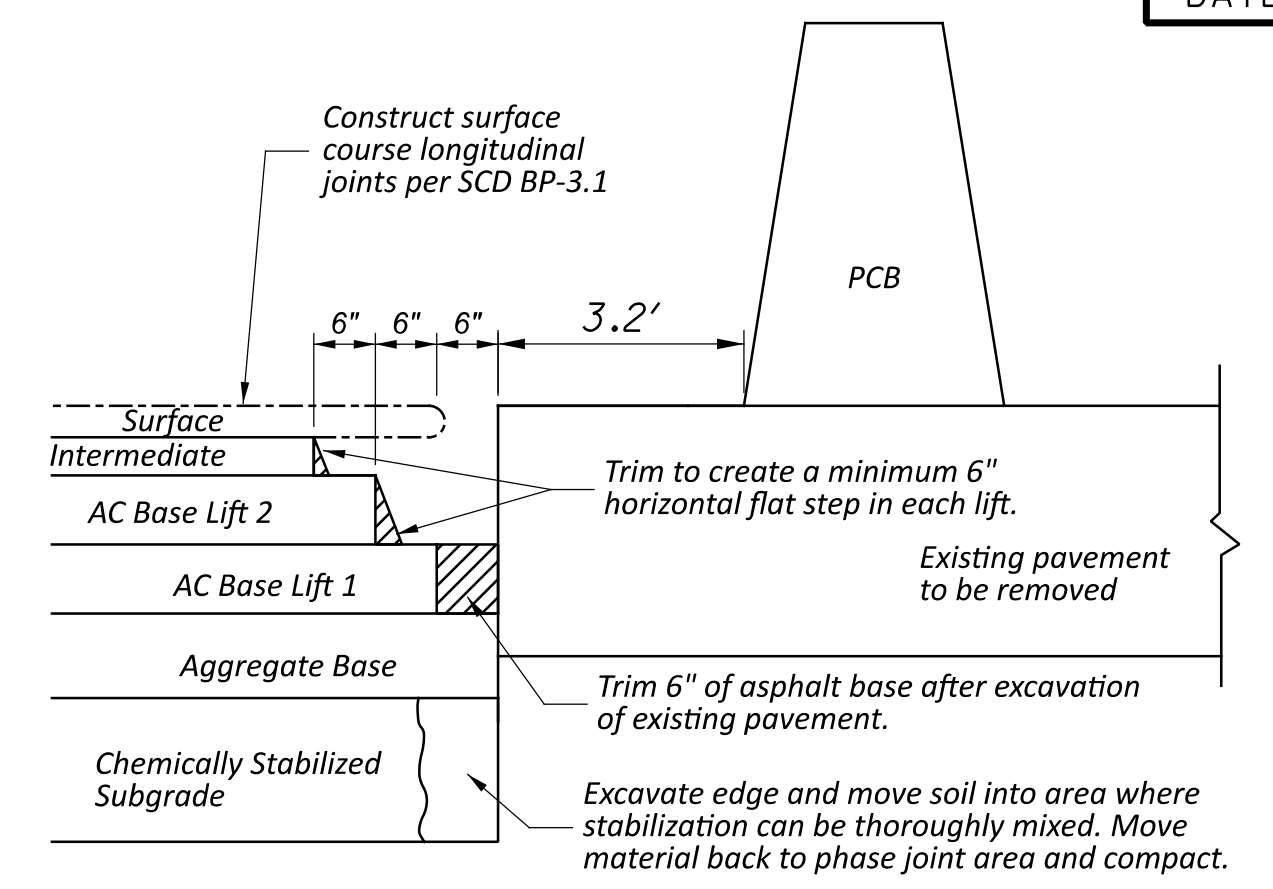 Construct surface
course longitudinal
joints per SCD BP-3.1
PCB
6" 6" 6" 3.2'
Surface
Intermediate
AC Base Lift 2
AC Base Lift 1
Aggregate Base
Chemically Stabilized
Subgrade
Trim to create a minimum 6"
horizontal flat step in each lift.
Existing pavement
to be removed
Trim 6" of asphalt base after excavation
of existing pavement.
Excavate edge and move soil into area where
stabilization can be thoroughly mixed. Move
material back to phase joint area and compact.